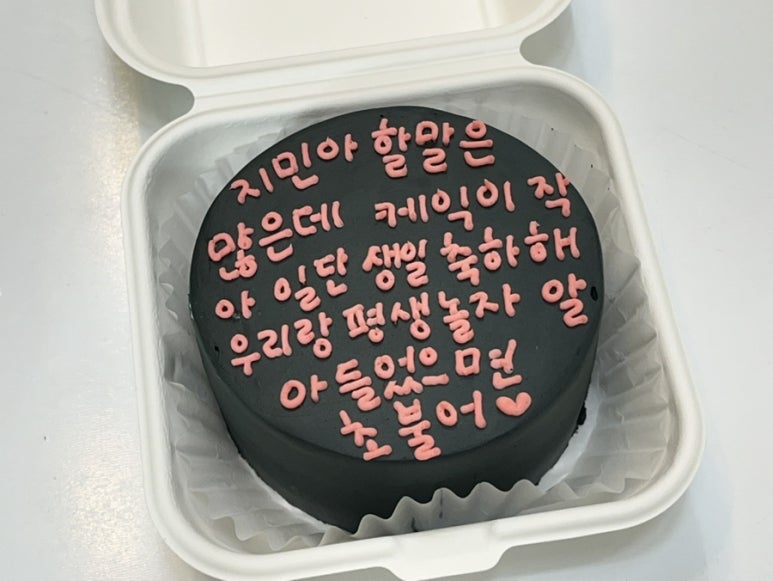 지민아 할말은
많은데 케익이 작
아 일단 생일 축하해
우리랑 평생놀자 알
아들었으면
초 불어♥